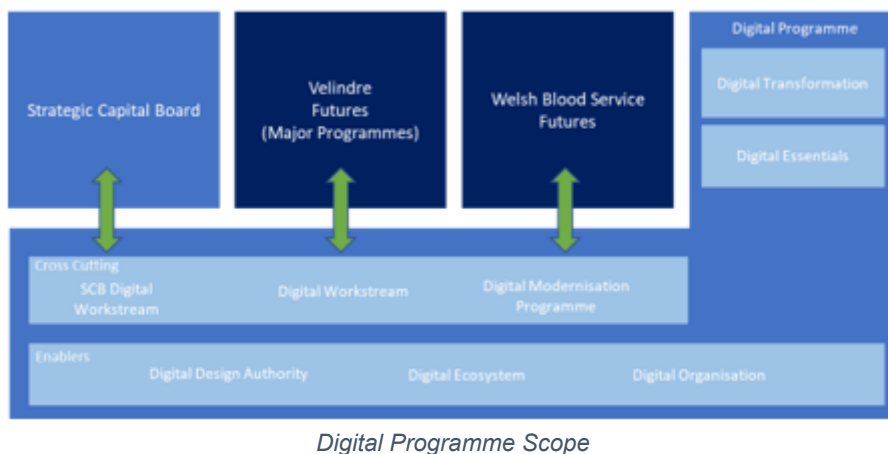 Digital Programme
Strategic Capital Board
Velindre
Futures
(Major Programmes)
Welsh Blood Service
Futures
Digital Transformation
Digital Essentials
Cross Cutting
SCB Digital
Workstream
Digital Workstream
Digital Modernisation
Programme
Enablers
Digital Design Authority
Digital Ecosystem
Digital Organisation
Digital Programme Scope